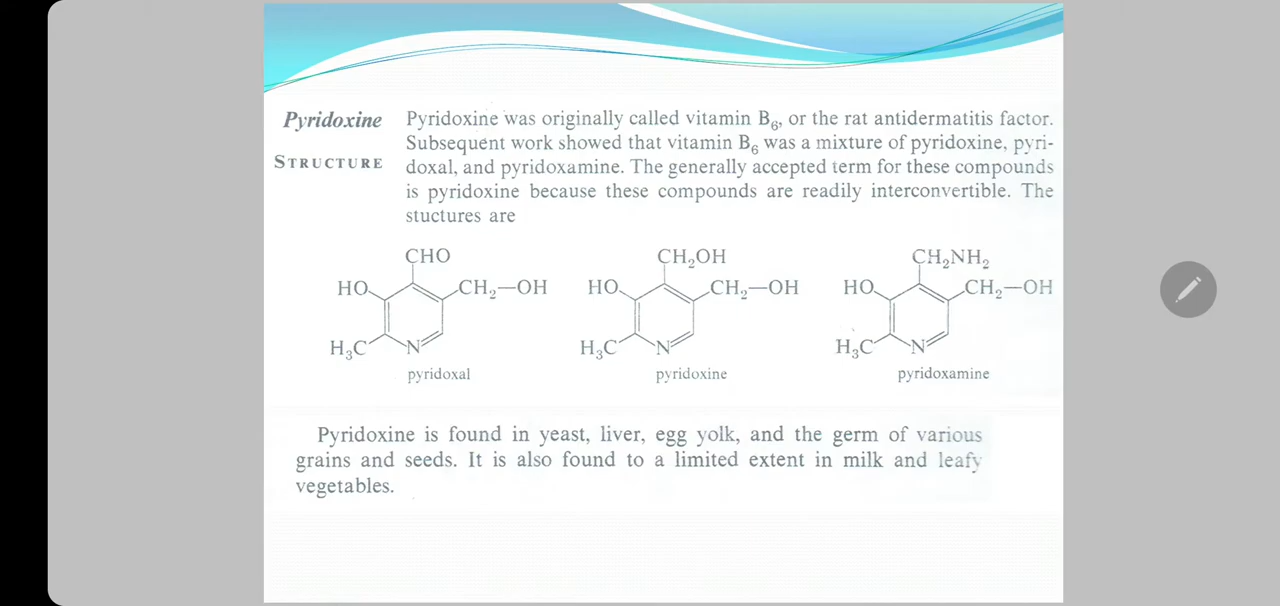 Pyridoxine
STRUCTURE
Pyridoxine was originally called vitamin B₆, or the rat antidermatitis factor.
Subsequent work showed that vitamin B₆ was a mixture of pyridoxine, pyri-
doxal, and pyridoxamine. The generally accepted term for these compounds
is pyridoxine because these compounds are readily interconvertible. The
stuctures are
CHO
HO
CH₂—OH
H₃C
N
pyridoxal
CH₂OH
HO
CH₂—OH
H₃C
N
pyridoxine
CH₂NH₂
HO
CH₂—OH
H₃C
N
pyridoxamine
Pyridoxine is found in yeast, liver, egg yolk, and the germ of various
grains and seeds. It is also found to a limited extent in milk and leafy
vegetables.